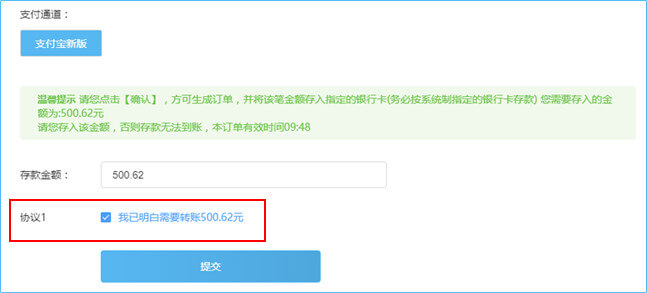 支付通道：
支付宝新版
温馨提示 请您点击【确认】，方可生成订单，并将该笔金额存入指定的银行卡(务必按系统制指定的银行卡存款) 您需要存入的金
额为:500.62元
请您存入该金额，否则存款无法到账，本订单有效时间09:48
存款金额： 500.62
协议1 我已明白需要转账500.62元
提交